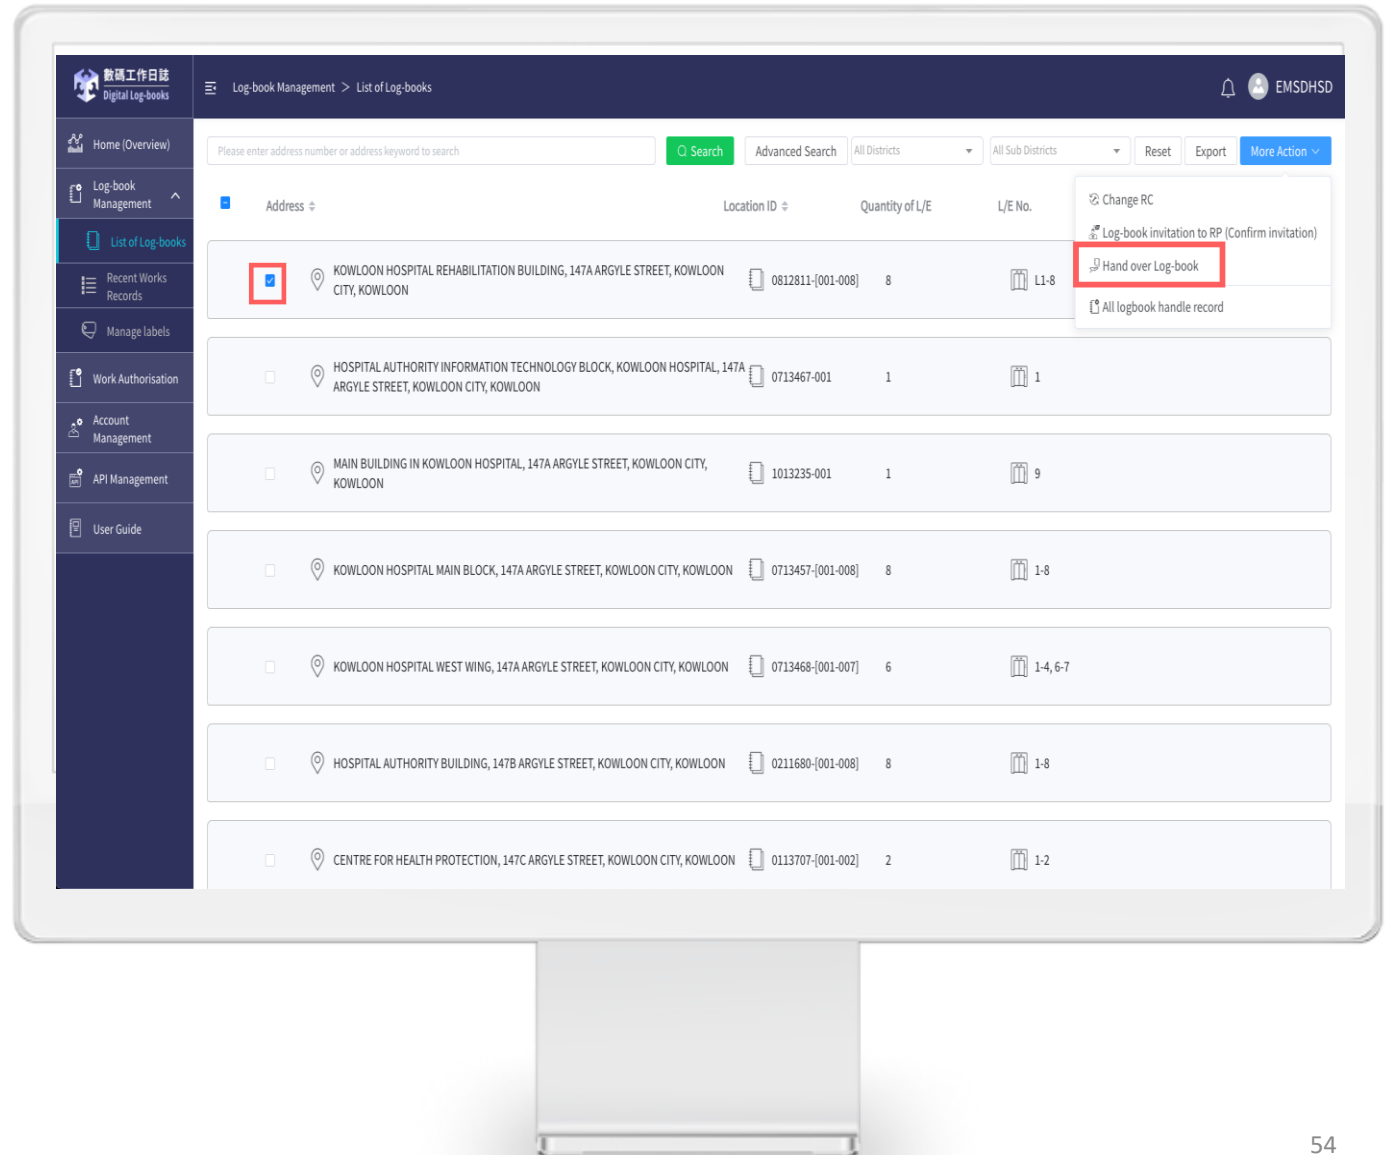 數碼工作日誌
Digital Log-books
Log-book Management > List of Log-books
EMSDHSD
Home (Overview)
Log-book
Management
List of Log-books
Recent Works
Records
Manage labels
Work Authorisation
Account
Management
API Management
User Guide
Please enter address number or address keyword to search
Search
Advanced Search
All Districts
All Sub Districts
Reset
Export
More Action
Address
Location ID
Quantity of L/E
L/E No.
Change RC
Log-book invitation to RP (Confirm invitation)
Hand over Log-book
All logbook handle record
KOWLOON HOSPITAL REHABILITATION BUILDING, 147A ARGYLE STREET, KOWLOON
CITY, KOWLOON
0812811-[001-008]
8
L1-8
HOSPITAL AUTHORITY INFORMATION TECHNOLOGY BLOCK, KOWLOON HOSPITAL, 147A
ARGYLE STREET, KOWLOON CITY, KOWLOON
0713467-001
1
1
MAIN BUILDING IN KOWLOON HOSPITAL, 147A ARGYLE STREET, KOWLOON CITY,
KOWLOON
1013235-001
1
9
KOWLOON HOSPITAL MAIN BLOCK, 147A ARGYLE STREET, KOWLOON CITY, KOWLOON
0713457-[001-008]
8
1-8
KOWLOON HOSPITAL WEST WING, 147A ARGYLE STREET, KOWLOON CITY, KOWLOON
0713468-[001-007]
6
1-4, 6-7
HOSPITAL AUTHORITY BUILDING, 147B ARGYLE STREET, KOWLOON CITY, KOWLOON
0211680-[001-008]
8
1-8
CENTRE FOR HEALTH PROTECTION, 147C ARGYLE STREET, KOWLOON CITY, KOWLOON
0113707-[001-002]
2
1-2
54